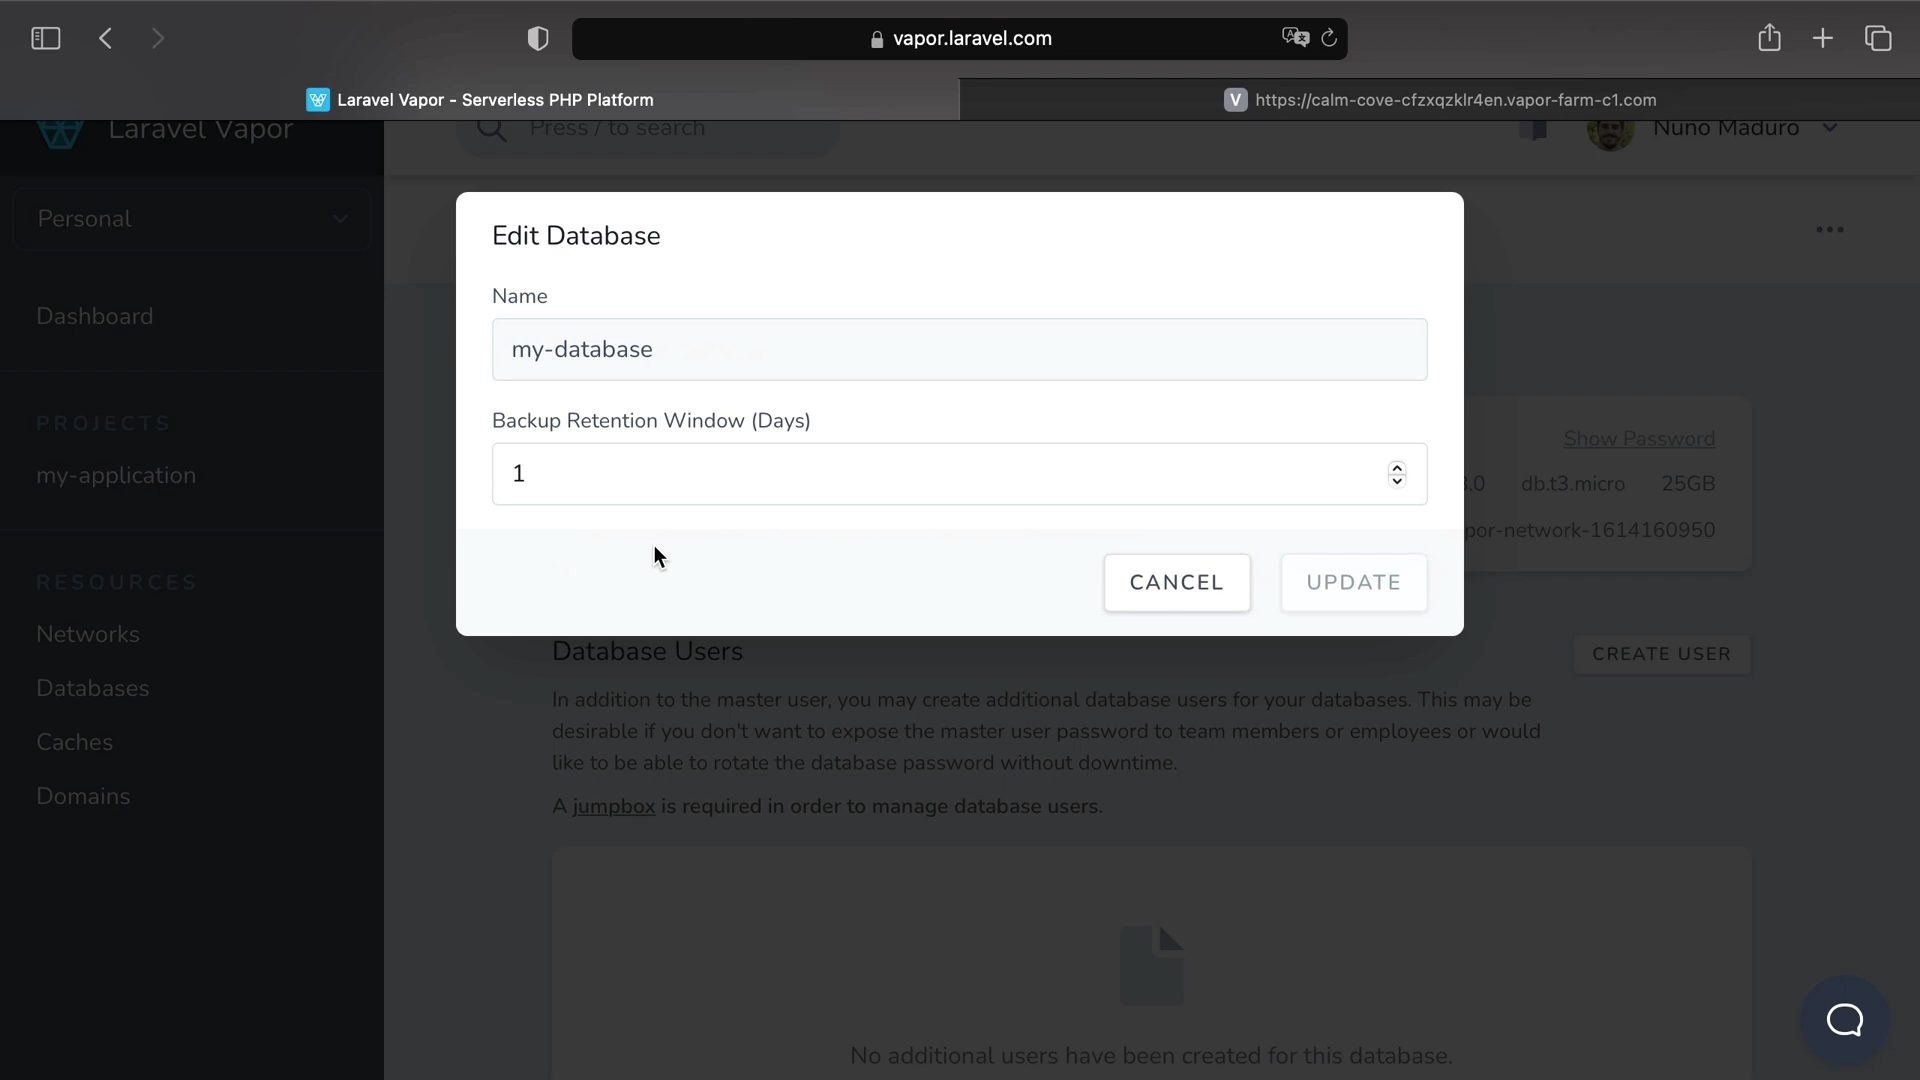 vapor.laravel.com
Laravel Vapor - Serverless PHP Platform
V https://calm-cove-cfzxqzklr4en.vapor-farm-c1.com
Laravel Vapor
Press / to search
Nuno Maduro
Personal
Dashboard
PROJECTS
my-application
RESOURCES
Networks
Databases
Caches
Domains
Edit Database
Name
my-database
Backup Retention Window (Days)
1
CANCEL
UPDATE
Show Password
.0 db.t3.micro 25GB
por-network-1614160950
Database Users
CREATE USER
In addition to the master user, you may create additional database users for your databases. This may be
desirable if you don't want to expose the master user password to team members or employees or would
like to be able to rotate the database password without downtime.
A jumpbox is required in order to manage database users.
No additional users have been created for this database.